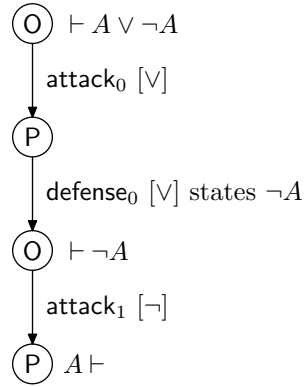 O ⊢ A ∨ ¬A
attack₀ [∨]
P
defense₀ [∨] states ¬A
O ⊢ ¬A
attack₁ [¬]
P A ⊢